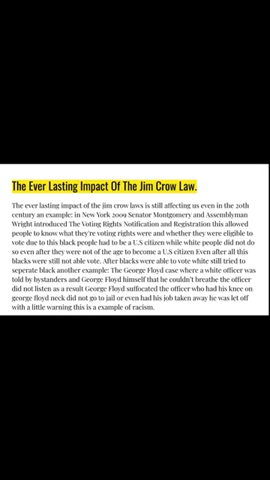 The Ever Lasting Impact Of The Jim Crow Law.
The ever lasting impact of the jim crow laws is still affecting us even in the 20th
century an example: in New York 2009 Senator Montgomery and Assemblyman
Wright introduced The Voting Rights Notification and Registration this allowed
people to know what they're voting rights were and whether they were eligible to
vote due to this black people had to be a U.S citizen while white people did not do
so even after they were not of the age to become a U.S citizen Even after all this
blacks were still not able vote. After blacks were able to vote white still tried to
seperate black another example: The George Floyd case where a white officer was
told by bystanders and George Floyd himself that he couldn't breathe the officer
did not listen as a result George Floyd suffocated the officer who had his knee on
george floyd neck did not go to jail or even had his job taken away he was let off
with a little warning this is a example of racism.